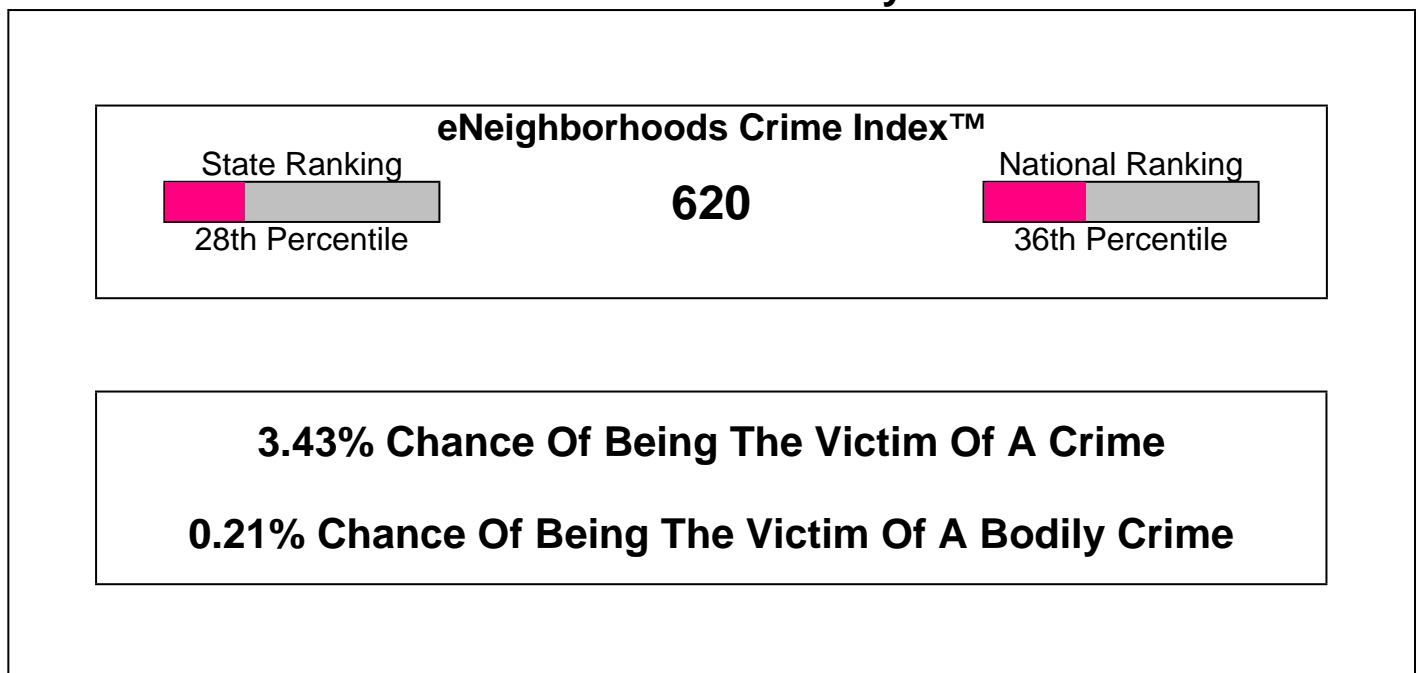 eNeighborhoods Crime Index™
State Ranking
28th Percentile
620
National Ranking
36th Percentile
3.43% Chance Of Being The Victim Of A Crime
0.21% Chance Of Being The Victim Of A Bodily Crime